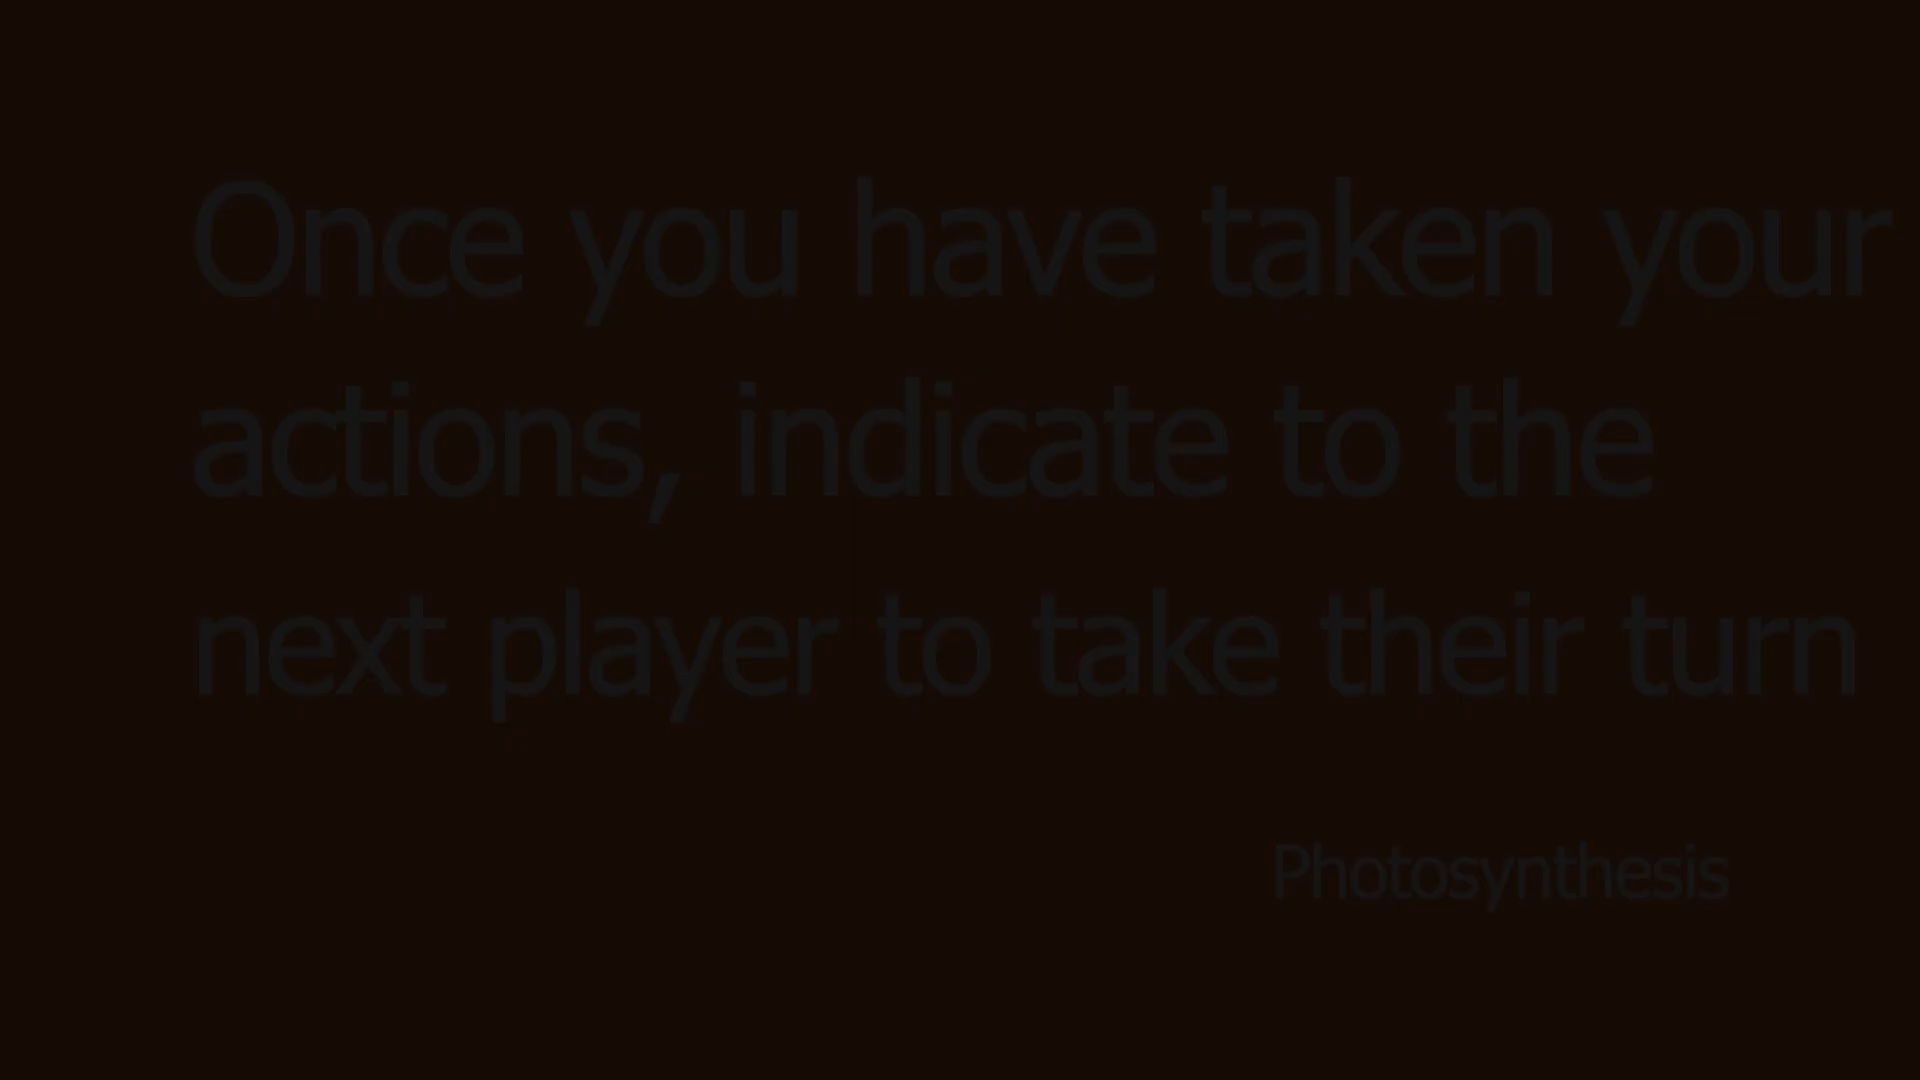 Once you have taken your
actions, indicate to the
next player to take their turn
Photosynthesis